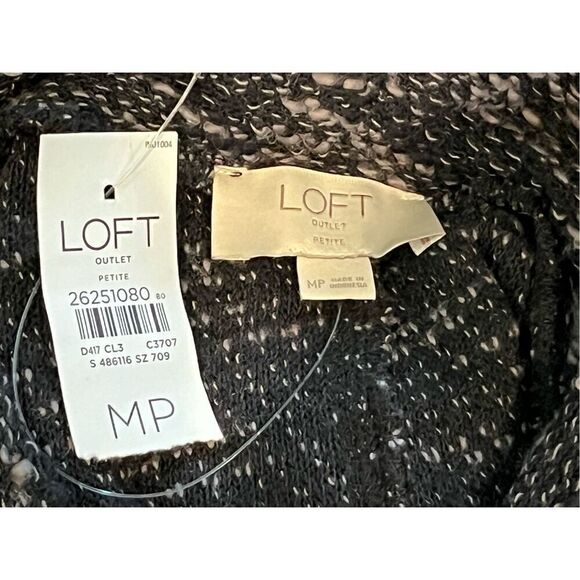 LOFT
OUTLET
PETITE
26251080 80
D417 CL3 C3707
S 486116 SZ 709
MP
LOFT
OUTLET
PETITE
MP MADE IN
INDONESIA